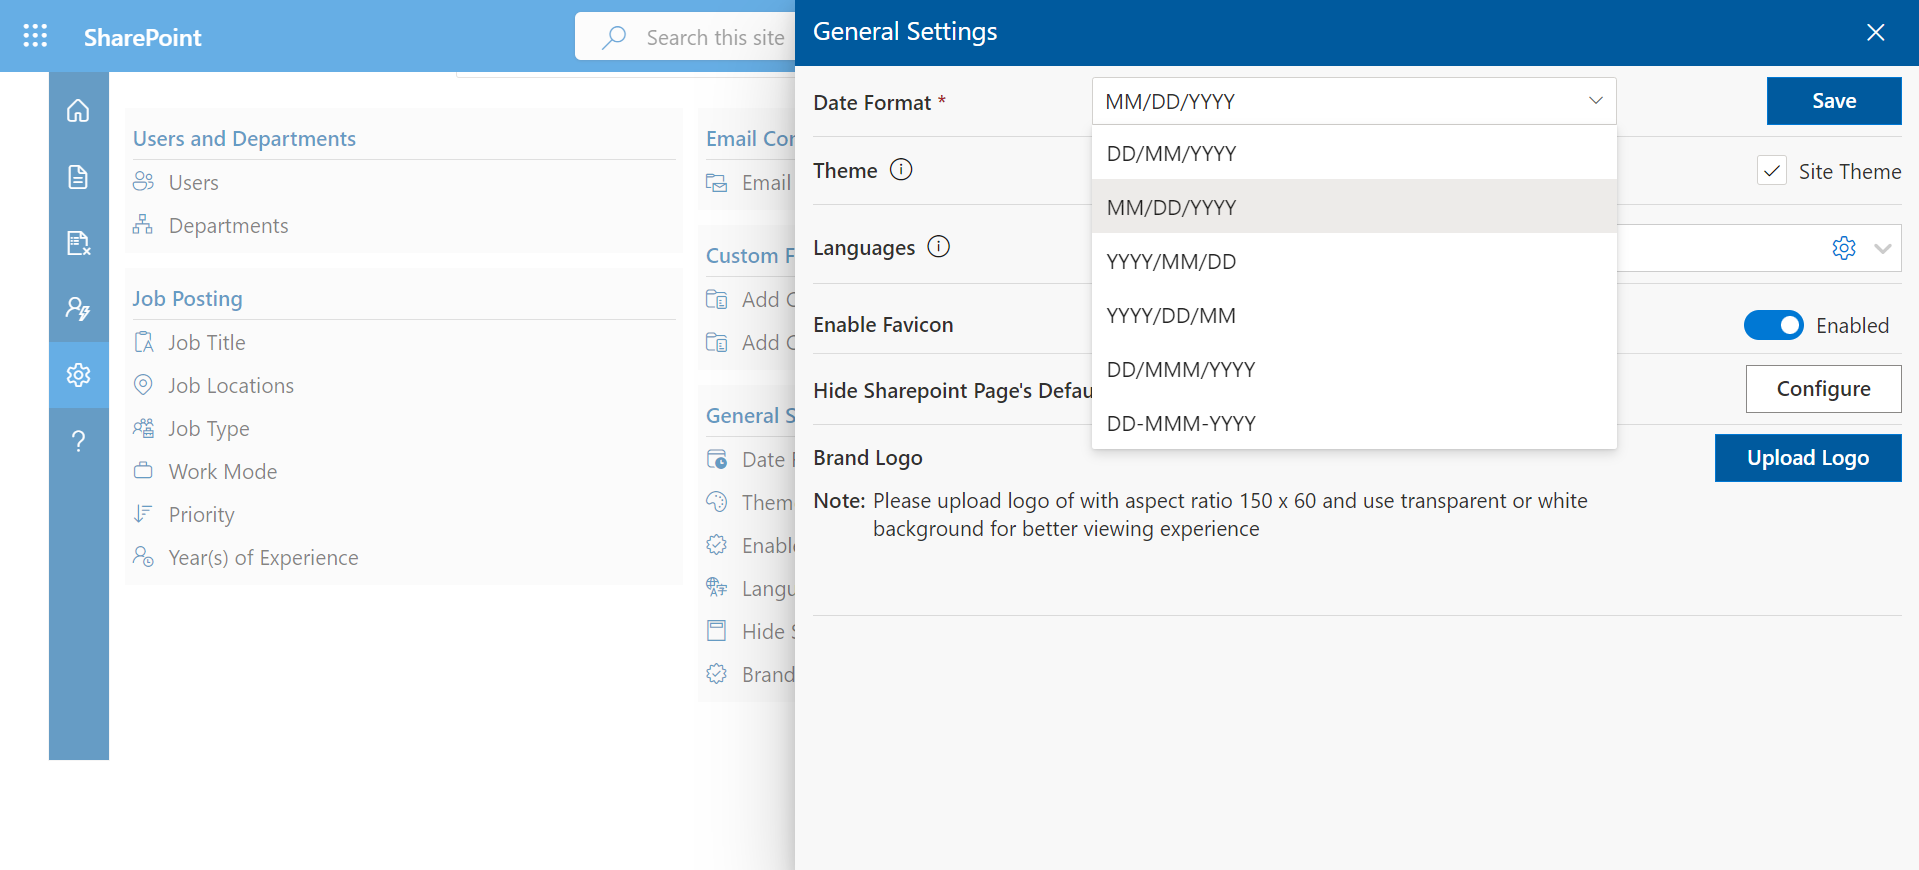 SharePoint
Search this site
Users and Departments
Users
Departments
Job Posting
Job Title
Job Locations
Job Type
Work Mode
Priority
Year(s) of Experience
Email Cor
Email
Custom F
Add C
Add C
General S
Date F
Them
Enable
Langu
Hide S
Brand
General Settings
Date Format *
MM/DD/YYYY
Save
DD/MM/YYYY
MM/DD/YYYY
YYYY/MM/DD
YYYY/DD/MM
DD/MMM/YYYY
DD-MMM-YYYY
Theme
Site Theme
Languages
Enable Favicon
Enabled
Hide Sharepoint Page's Defau
Configure
Brand Logo
Upload Logo
Note: Please upload logo of with aspect ratio 150 x 60 and use transparent or white
background for better viewing experience